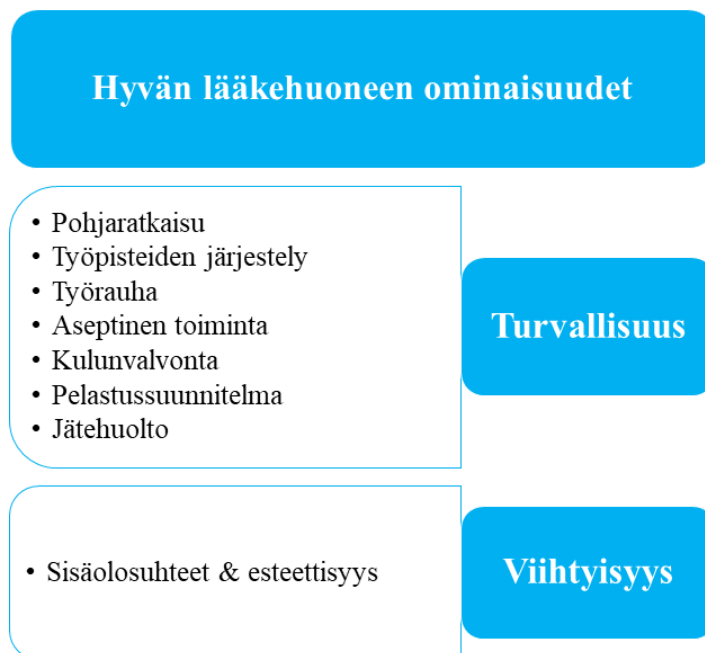 Hyvän lääkehuoneen ominaisuudet
• Pohjaratkaisu
• Työpisteiden järjestely
• Työrauha
• Aseptinen toiminta
• Kulunvalvonta
• Pelastussuunnitelma
• Jätehuolto
Turvallisuus
• Sisäolosuhteet & esteettisyys
Viihtyisyys